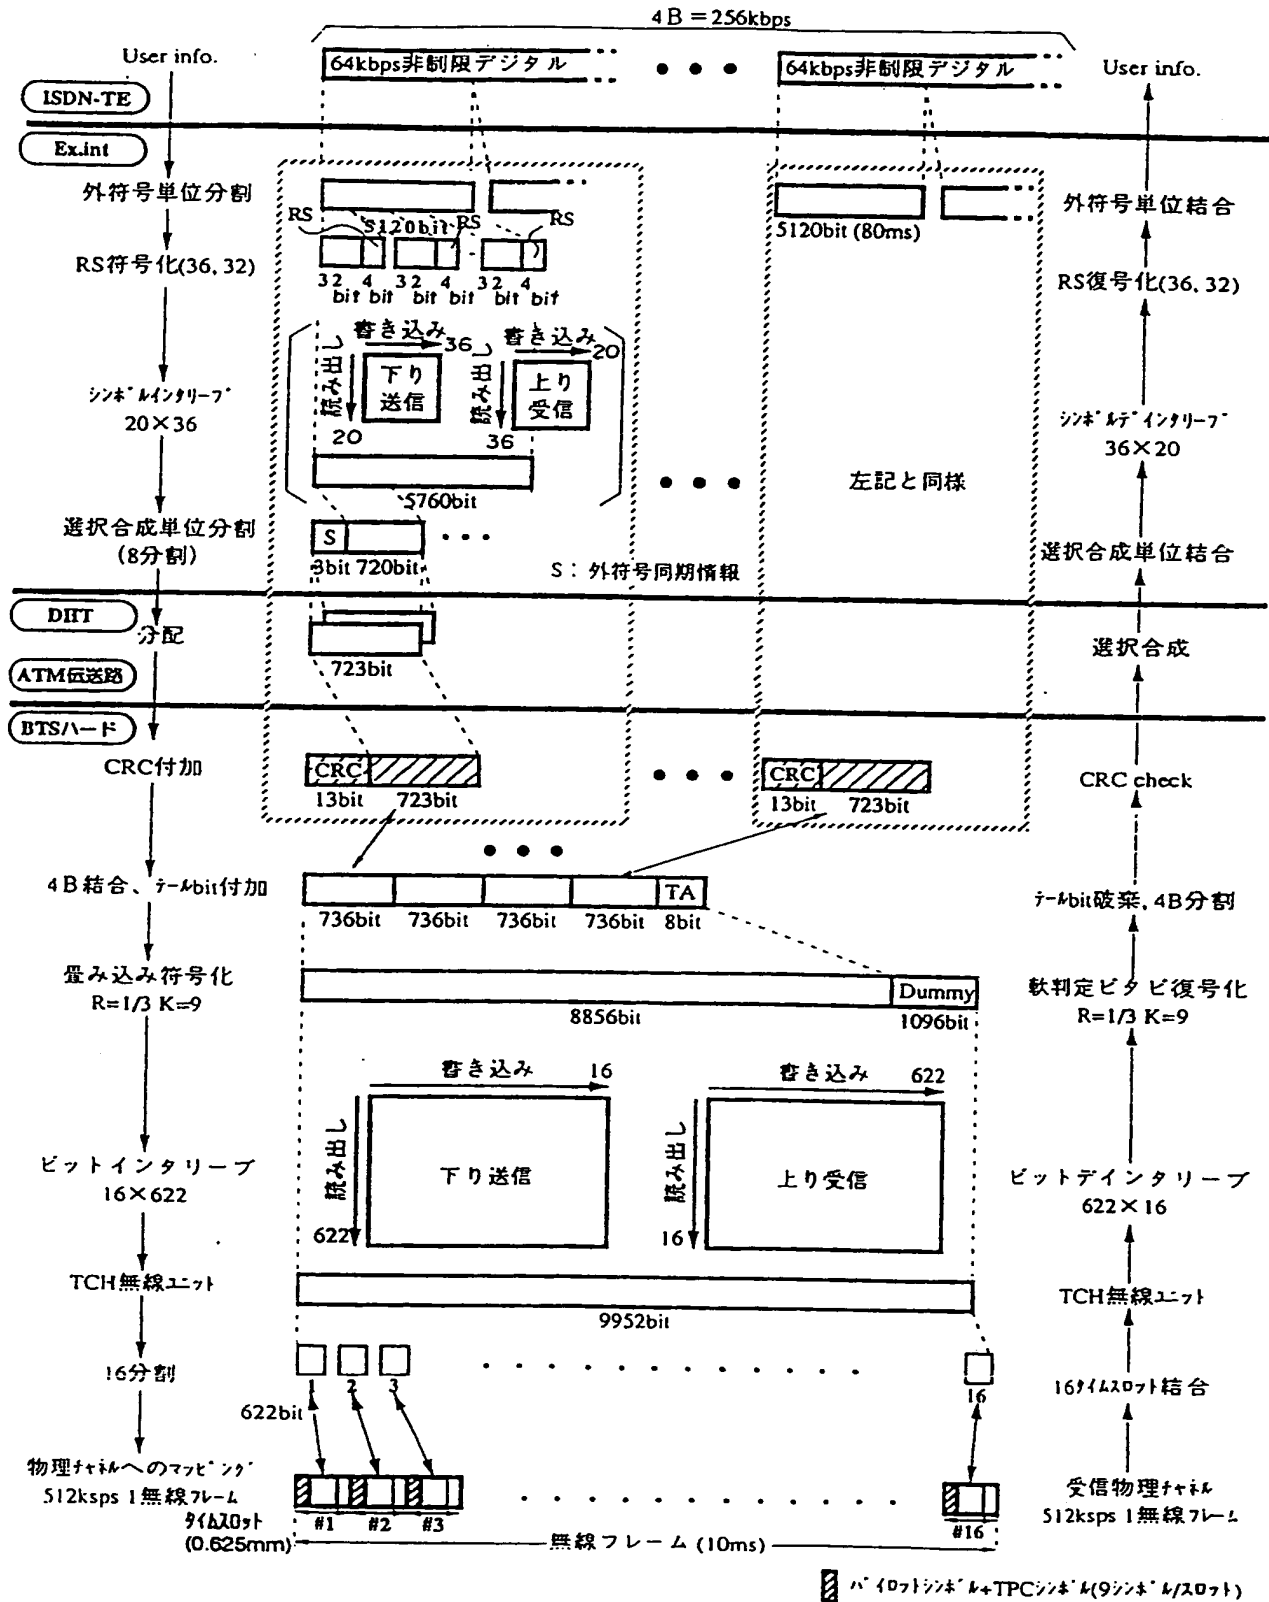 4B=256kbps
User info.
64kbps非制限デジタル
64kbps非制限デジタル
User info.
ISDN-TE
Ex.int
外符号単位分割
外符号単位結合
RS
5120bit
RS
RS
5120bit (80ms)
RS符号化(36, 32)
RS復号化(36, 32)
32bit 4bit 32bit 4bit 32bit 4bit
書き込み 36
書き込み 20
読み出し
下り送信
読み出し
上り受信
20
36
シンボルインタリーブ
20×36
シンボルデインタリーブ
36×20
5760bit
左記と同様
選択合成単位分割
(8分割)
S
3bit 720bit
選択合成単位結合
S: 外符号同期情報
DHT
分配
723bit
選択合成
ATM伝送路
BTSハード
CRC付加
CRC
13bit 723bit
CRC
13bit 723bit
CRC check
4B結合、テールbit付加
TA
736bit 736bit 736bit 736bit 8bit
テールbit破棄, 4B分割
畳み込み符号化
R=1/3 K=9
Dummy
8856bit 1096bit
軟判定ビタビ復号化
R=1/3 K=9
書き込み 16
書き込み 622
読み出し
下り送信
読み出し
上り受信
622
16
ビットインタリーブ
16×622
ビットデインタリーブ
622×16
TCH無線ユニット
9952bit
TCH無線ユニット
16分割
1 2 3 16
16タイムスロット結合
622bit
物理チャネルへのマッピング
512ksps 1無線フレーム
受信物理チャネル
512ksps 1無線フレーム
タイムスロット
(0.625mm)
#1 #2 #3 #16
無線フレーム(10ms)
パイロットシンボル+TPCシンボル(9シンボル/スロット)